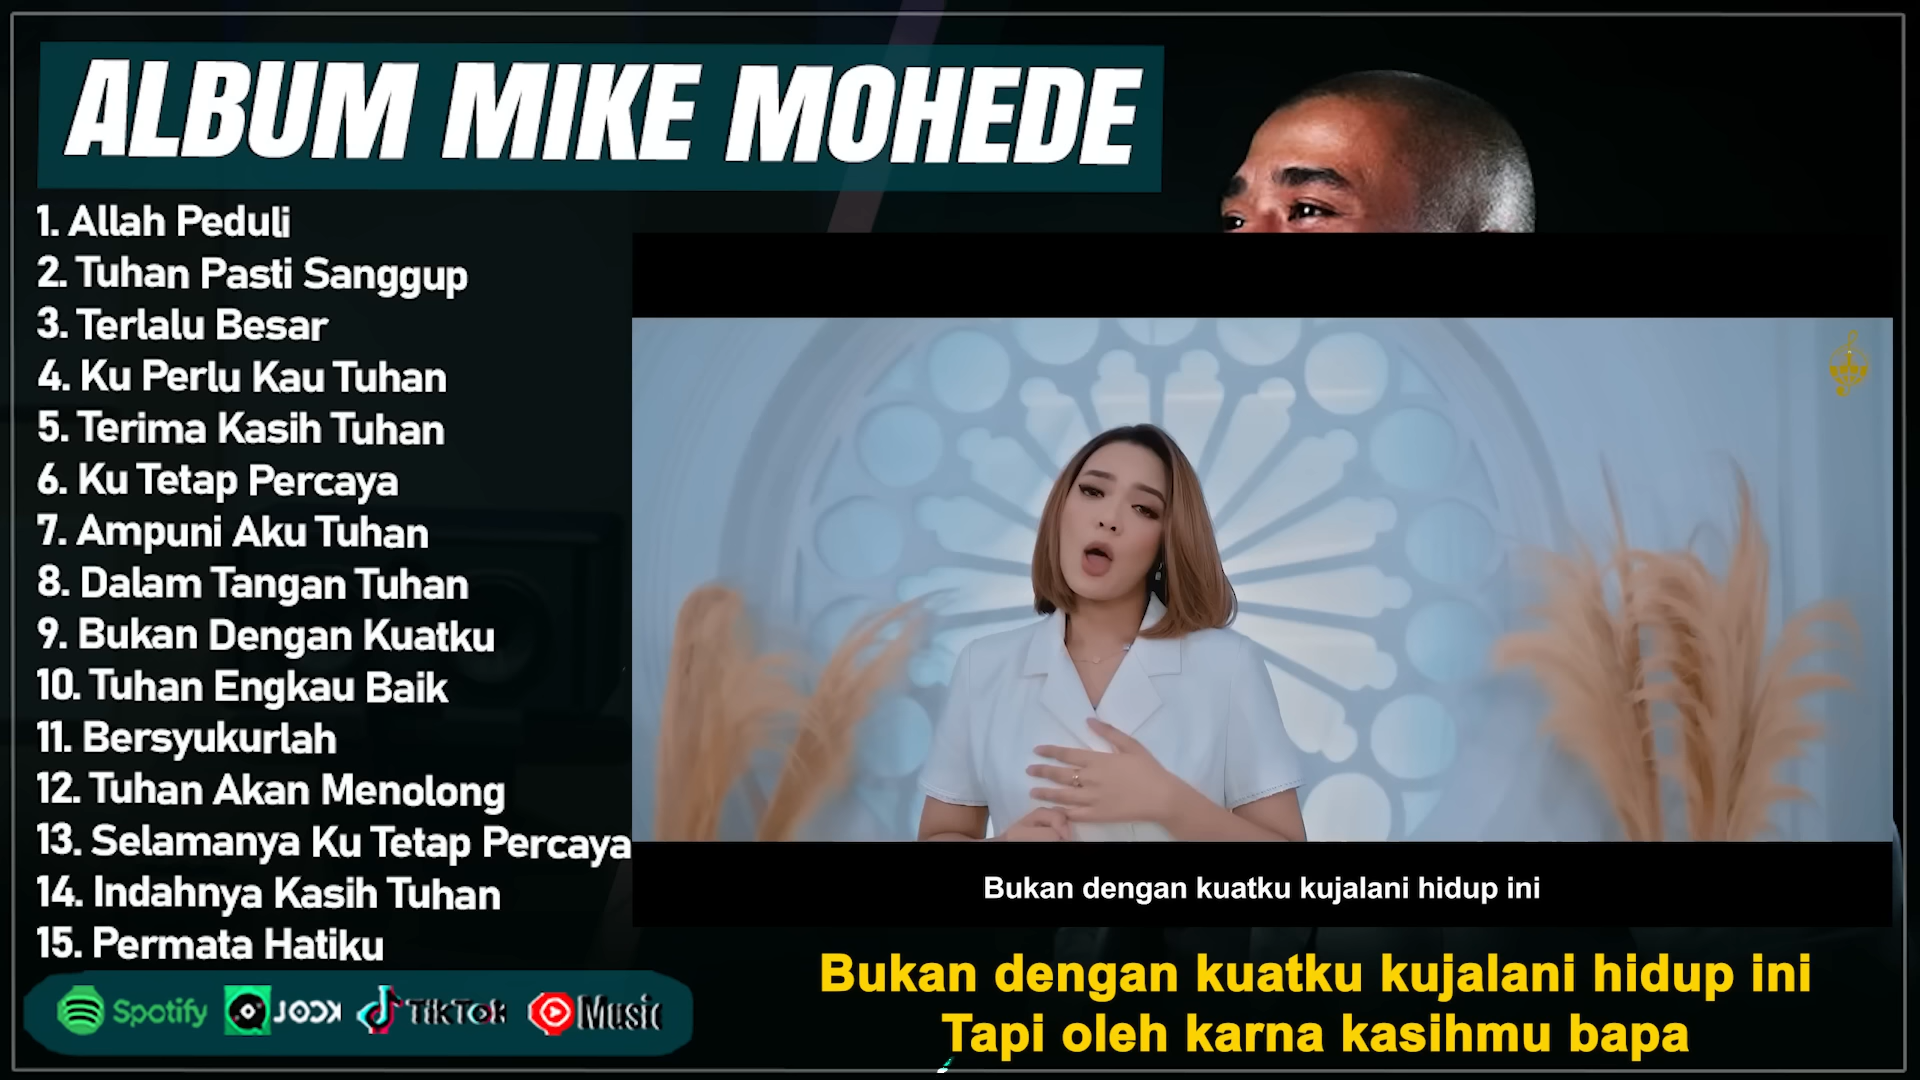 ALBUM MIKE MOHEDE
1. Allah Peduli
2. Tuhan Pasti Sanggup
3. Terlalu Besar
4. Ku Perlu Kau Tuhan
5. Terima Kasih Tuhan
6. Ku Tetap Percaya
7. Ampuni Aku Tuhan
8. Dalam Tangan Tuhan
9. Bukan Dengan Kuatku
10. Tuhan Engkau Baik
11. Bersyukurlah
12. Tuhan Akan Menolong
13. Selamanya Ku Tetap Percaya
14. Indahnya Kasih Tuhan
15. Permata Hatiku
Spotify JOOX TikTok Music
Bukan dengan kuatku kujalani hidup ini
Bukan dengan kuatku kujalani hidup ini
Tapi oleh karna kasihmu bapa